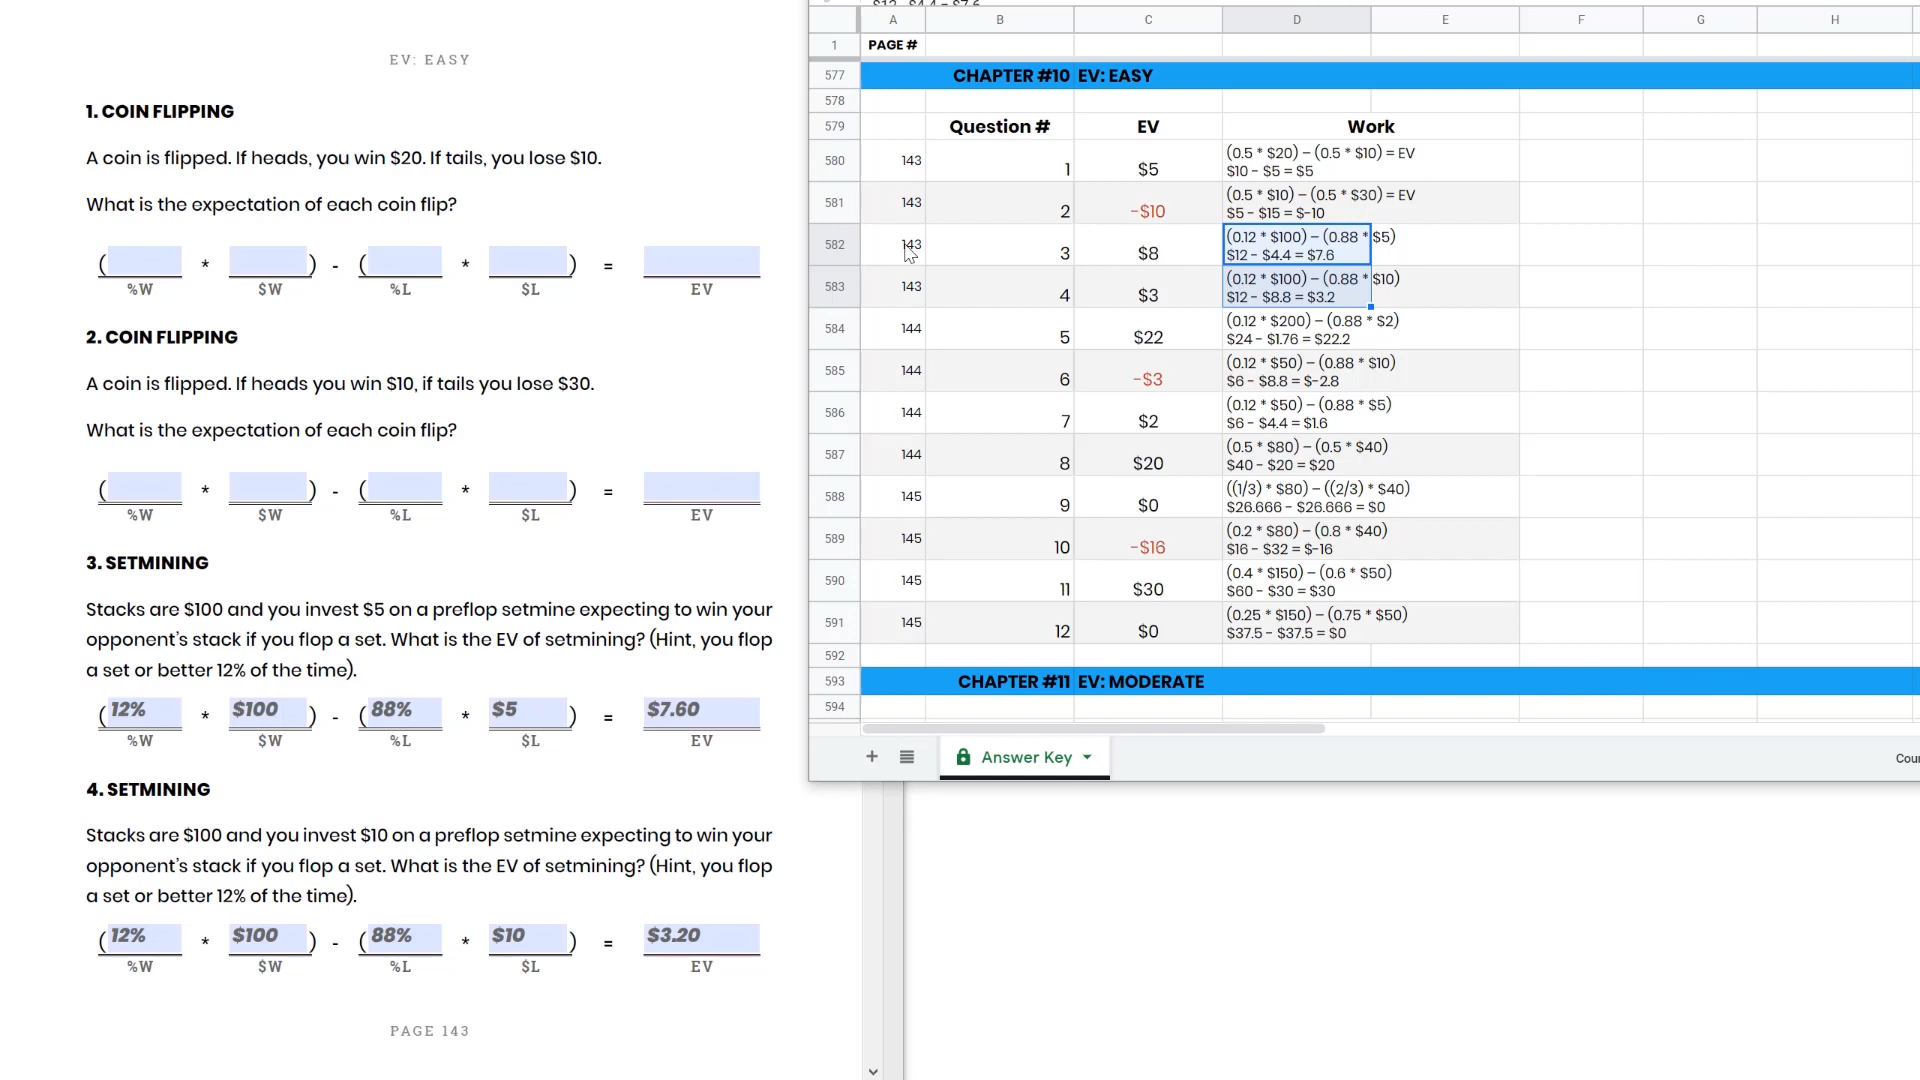 EV: EASY
1. COIN FLIPPING
A coin is flipped. If heads, you win $20. If tails, you lose $10.
What is the expectation of each coin flip?
( * ) - ( * ) =
%W $W %L $L EV
2. COIN FLIPPING
A coin is flipped. If heads you win $10, if tails you lose $30.
What is the expectation of each coin flip?
( * ) - ( * ) =
%W $W %L $L EV
3. SETMINING
Stacks are $100 and you invest $5 on a preflop setmine expecting to win your
opponent's stack if you flop a set. What is the EV of setmining? (Hint, you flop
a set or better 12% of the time).
(12% * $100) - (88% * $5) = $7.60
%W $W %L $L EV
4. SETMINING
Stacks are $100 and you invest $10 on a preflop setmine expecting to win your
opponent's stack if you flop a set. What is the EV of setmining? (Hint, you flop
a set or better 12% of the time).
(12% * $100) - (88% * $10) = $3.20
%W $W %L $L EV
PAGE 143
A B C D E F G H
1 PAGE #
577 CHAPTER #10 EV: EASY
578
579 Question # EV Work
580 143 1 $5 (0.5 * $20) – (0.5 * $10) = EV
$10 - $5 = $5
581 143 2 -$10 (0.5 * $10) – (0.5 * $30) = EV
$5 - $15 = $-10
582 143 3 $8 (0.12 * $100) – (0.88 * $5)
$12 - $4.4 = $7.6
583 143 4 $3 (0.12 * $100) – (0.88 * $10)
$12 - $8.8 = $3.2
584 144 5 $22 (0.12 * $200) – (0.88 * $2)
$24 - $1.76 = $22.2
585 144 6 -$3 (0.12 * $50) – (0.88 * $10)
$6 - $8.8 = $-2.8
586 144 7 $2 (0.12 * $50) – (0.88 * $5)
$6 - $4.4 = $1.6
587 144 8 $20 (0.5 * $80) – (0.5 * $40)
$40 - $20 = $20
588 145 9 $0 ((1/3) * $80) – ((2/3) * $40)
$26.666 - $26.666 = $0
589 145 10 -$16 (0.2 * $80) – (0.8 * $40)
$16 - $32 = $-16
590 145 11 $30 (0.4 * $150) – (0.6 * $50)
$60 - $30 = $30
591 145 12 $0 (0.25 * $150) – (0.75 * $50)
$37.5 - $37.5 = $0
592
593 CHAPTER #11 EV: MODERATE
594
+ Answer Key